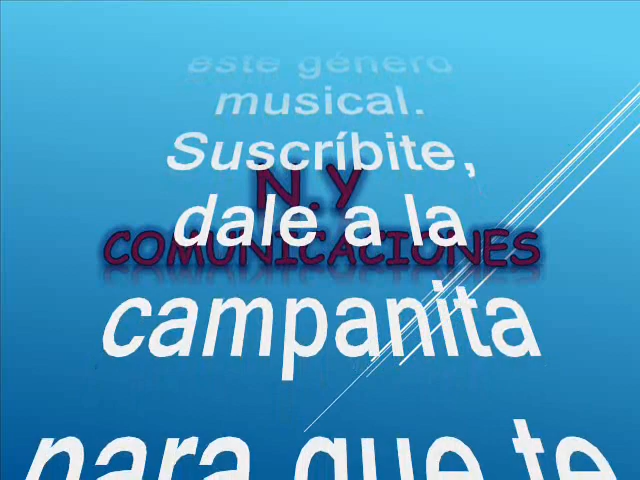 este género
musical.
Suscríbite,
N.Y
dale a la
COMUNICACIONES
campanita
para que te